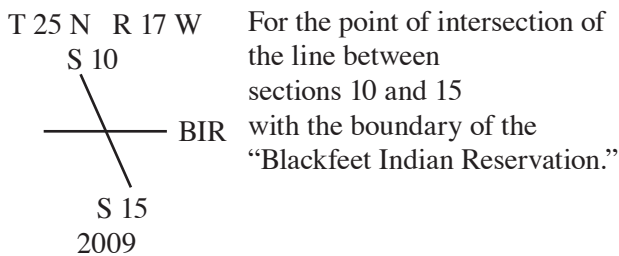 T 25 N R 17 W
S 10
BIR
S 15
2009
For the point of intersection of
the line between
sections 10 and 15
with the boundary of the
“Blackfeet Indian Reservation.”